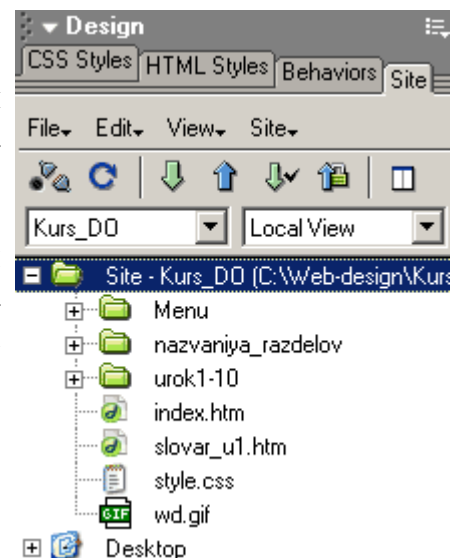 Design
CSS Styles HTML Styles Behaviors Site
File Edit View Site
Kurs_DO Local View
Site - Kurs_DO (C:\Web-design\Kurs
Menu
nazvaniya_razdelov
urok1-10
index.htm
slovar_u1.htm
style.css
GIF wd.gif
Desktop